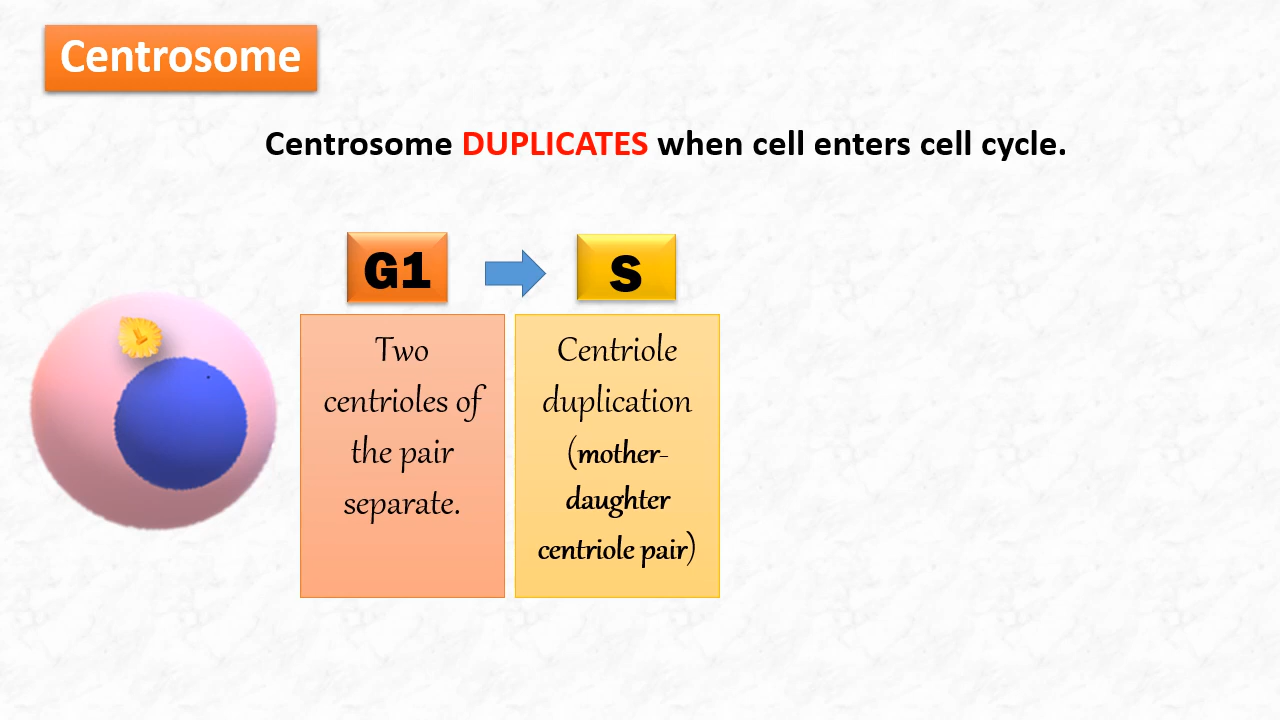 Centrosome
Centrosome DUPLICATES when cell enters cell cycle.
G1
S
Two
centrioles of
the pair
separate.
Centriole
duplication
(mother-
daughter
centriole pair)